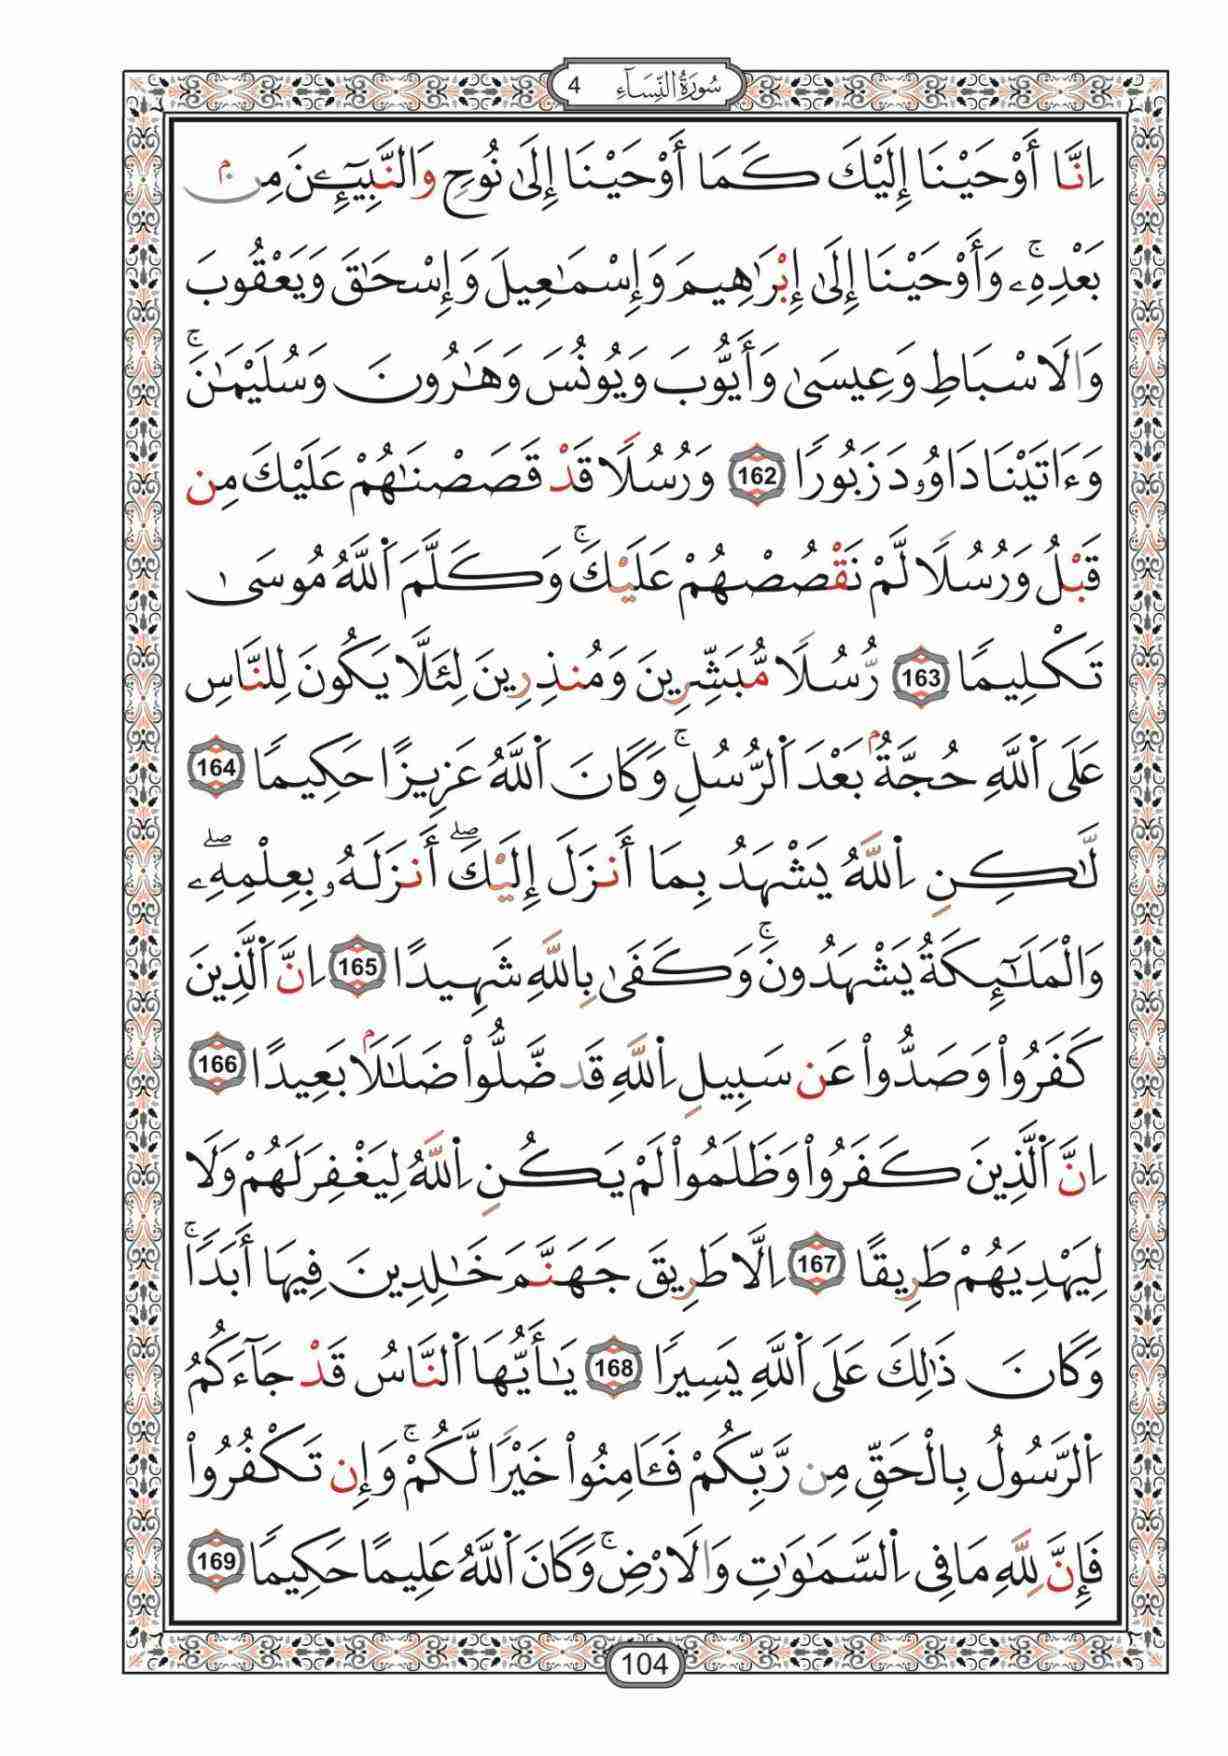 سُورَةُ النِّسَآءِ 4
اِنَّا أَوْحَيْنَا إِلَيْكَ كَمَا أَوْحَيْنَا إِلَىٰ نُوحٍ وَالنَّبِيٓـِٕينَ مِنۢ
بَعْدِهِۦ ۚ وَأَوْحَيْنَا إِلَىٰ إِبْرَٰهِيمَ وَإِسْمَٰعِيلَ وَإِسْحَٰقَ وَيَعْقُوبَ
وَالَاسْبَاطِ وَعِيسَىٰ وَأَيُّوبَ وَيُونُسَ وَهَٰرُونَ وَسُلَيْمَٰنَ ۚ
وَءَاتَيْنَا دَاوُۥدَ زَبُورًا 162 وَرُسُلًا قَدْ قَصَصْنَٰهُمْ عَلَيْكَ مِن
قَبْلُ وَرُسُلًا لَّمْ نَقْصُصْهُمْ عَلَيْكَ ۚ وَكَلَّمَ اَللَّهُ مُوسَىٰ
تَكْلِيمًا 163 رُّسُلًا مُّبَشِّرِينَ وَمُنذِرِينَ لِئَلَّا يَكُونَ لِلنَّاسِ
عَلَى اَللَّهِ حُجَّةُۢ بَعْدَ اَلرُّسُلِ ۚ وَكَانَ اَللَّهُ عَزِيزًا حَكِيمًا 164
لَّٰكِنِ اِللَّهُ يَشْهَدُ بِمَا أَنزَلَ إِلَيْكَ ۖ أَنزَلَهُۥ بِعِلْمِهِۦ ۖ
وَالْمَلَٰٓئِكَةُ يَشْهَدُونَ ۚ وَكَفَىٰ بِاللَّهِ شَهِيدًا 165 اِنَّ اَلَّذِينَ
كَفَرُواْ وَصَدُّواْ عَن سَبِيلِ اِللَّهِ قَد ضَّلُّواْ ضَلَٰلَۢا بَعِيدًا 166
اِنَّ اَلَّذِينَ كَفَرُواْ وَظَلَمُواْ لَمْ يَكُنِ اِللَّهُ لِيَغْفِرَ لَهُمْ وَلَا
لِيَهْدِيَهُمْ طَرِيقًا 167 اِلَّا طَرِيقَ جَهَنَّمَ خَٰلِدِينَ فِيهَا أَبَدًا ۚ
وَكَانَ ذَٰلِكَ عَلَى اَللَّهِ يَسِيرًا 168 يَٰأَيُّهَا اَلنَّاسُ قَدْ جَآءَكُمُ
اُلرَّسُولُ بِالْحَقِّ مِن رَّبِّكُمْ فَـَٔامِنُواْ خَيْرًا لَّكُمْ ۚ وَإِن تَكْفُرُواْ
فَإِنَّ لِلَّهِ مَا فِي اِلسَّمَٰوَٰتِ وَالَارْضِ ۚ وَكَانَ اَللَّهُ عَلِيمًا حَكِيمًا 169
104